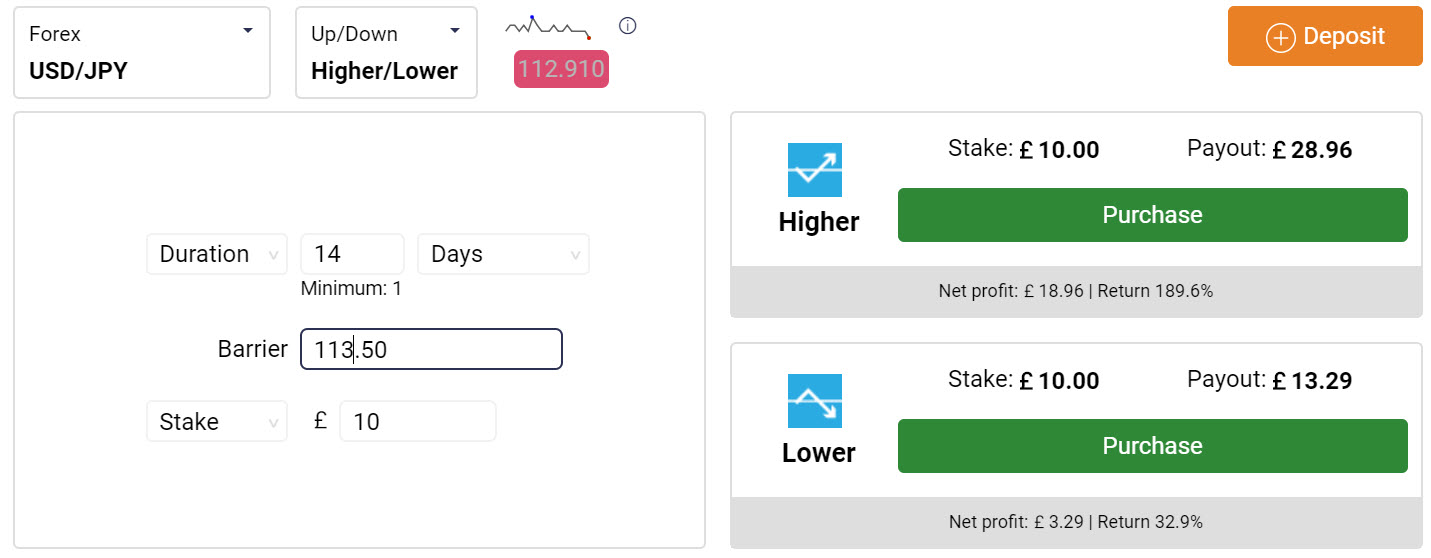 Forex
USD/JPY
Up/Down
Higher/Lower
112.910
Deposit
Duration 14 Days
Minimum: 1
Barrier 113.50
Stake £ 10
Stake: £ 10.00 Payout: £ 28.96
Higher
Purchase
Net profit: £ 18.96 | Return 189.6%
Stake: £ 10.00 Payout: £ 13.29
Lower
Purchase
Net profit: £ 3.29 | Return 32.9%